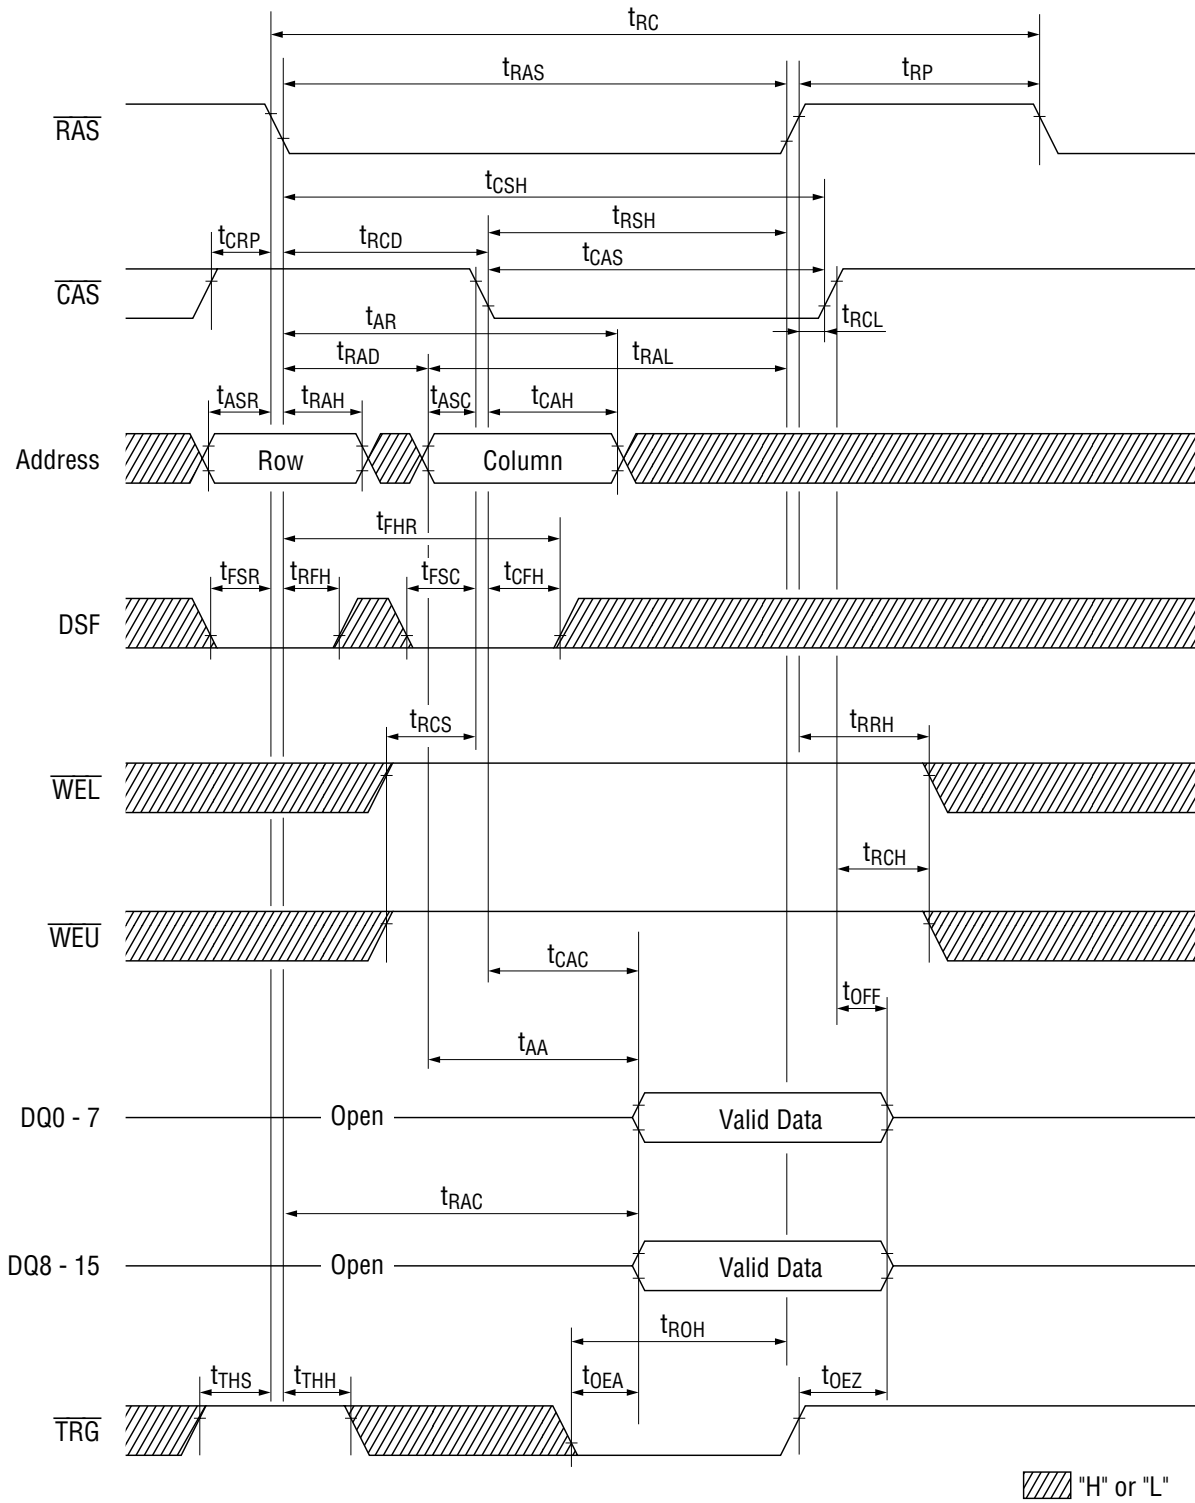 tRC
tRAS
tRP
RAS
tCSH
tRSH
tCRP
tRCD
tCAS
CAS
tAR
tRCL
tRAD
tRAL
tASR
tRAH
tASC
tCAH
Address
Row
Column
tFHR
tFSR
tRFH
tFSC
tCFH
DSF
tRCS
tRRH
WEL
tRCH
WEU
tCAC
tOFF
tAA
DQ0 - 7
Open
Valid Data
tRAC
DQ8 - 15
Open
Valid Data
tROH
tTHS
tTHH
tOEA
tOEZ
TRG
"H" or "L"